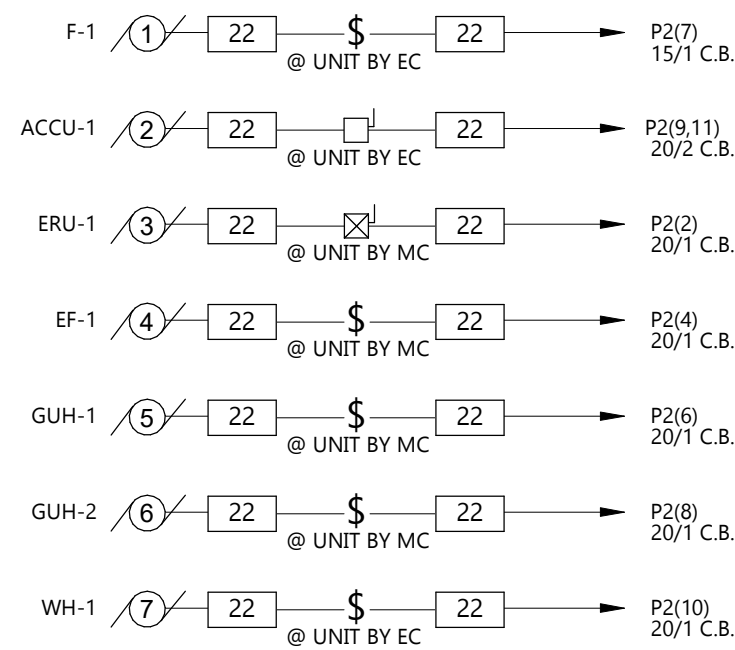 F-1 1 22 $ 22 P2(7)
@ UNIT BY EC 15/1 C.B.
ACCU-1 2 22 22 P2(9,11)
@ UNIT BY EC 20/2 C.B.
ERU-1 3 22 22 P2(2)
@ UNIT BY MC 20/1 C.B.
EF-1 4 22 $ 22 P2(4)
@ UNIT BY MC 20/1 C.B.
GUH-1 5 22 $ 22 P2(6)
@ UNIT BY MC 20/1 C.B.
GUH-2 6 22 $ 22 P2(8)
@ UNIT BY MC 20/1 C.B.
WH-1 7 22 $ 22 P2(10)
@ UNIT BY EC 20/1 C.B.